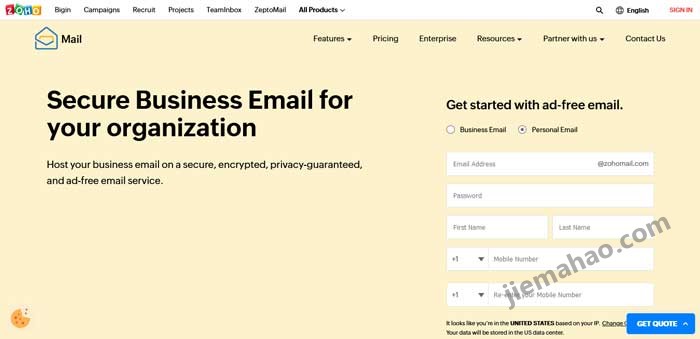 ZOHO Bigin Campaigns Recruit Projects TeamInbox ZeptoMail All Products English SIGN IN
Mail Features Pricing Enterprise Resources Partner with us Contact Us
Secure Business Email for
your organization
Host your business email on a secure, encrypted, privacy-guaranteed,
and ad-free email service.
Get started with ad-free email.
Business Email Personal Email
Email Address @zohomail.com
Password
First Name Last Name
+1 Mobile Number
+1 Re-enter your Mobile Number
jiemahao.com
It looks like you're in the UNITED STATES based on your IP. Change
Your data will be stored in the US data center.
GET QUOTE